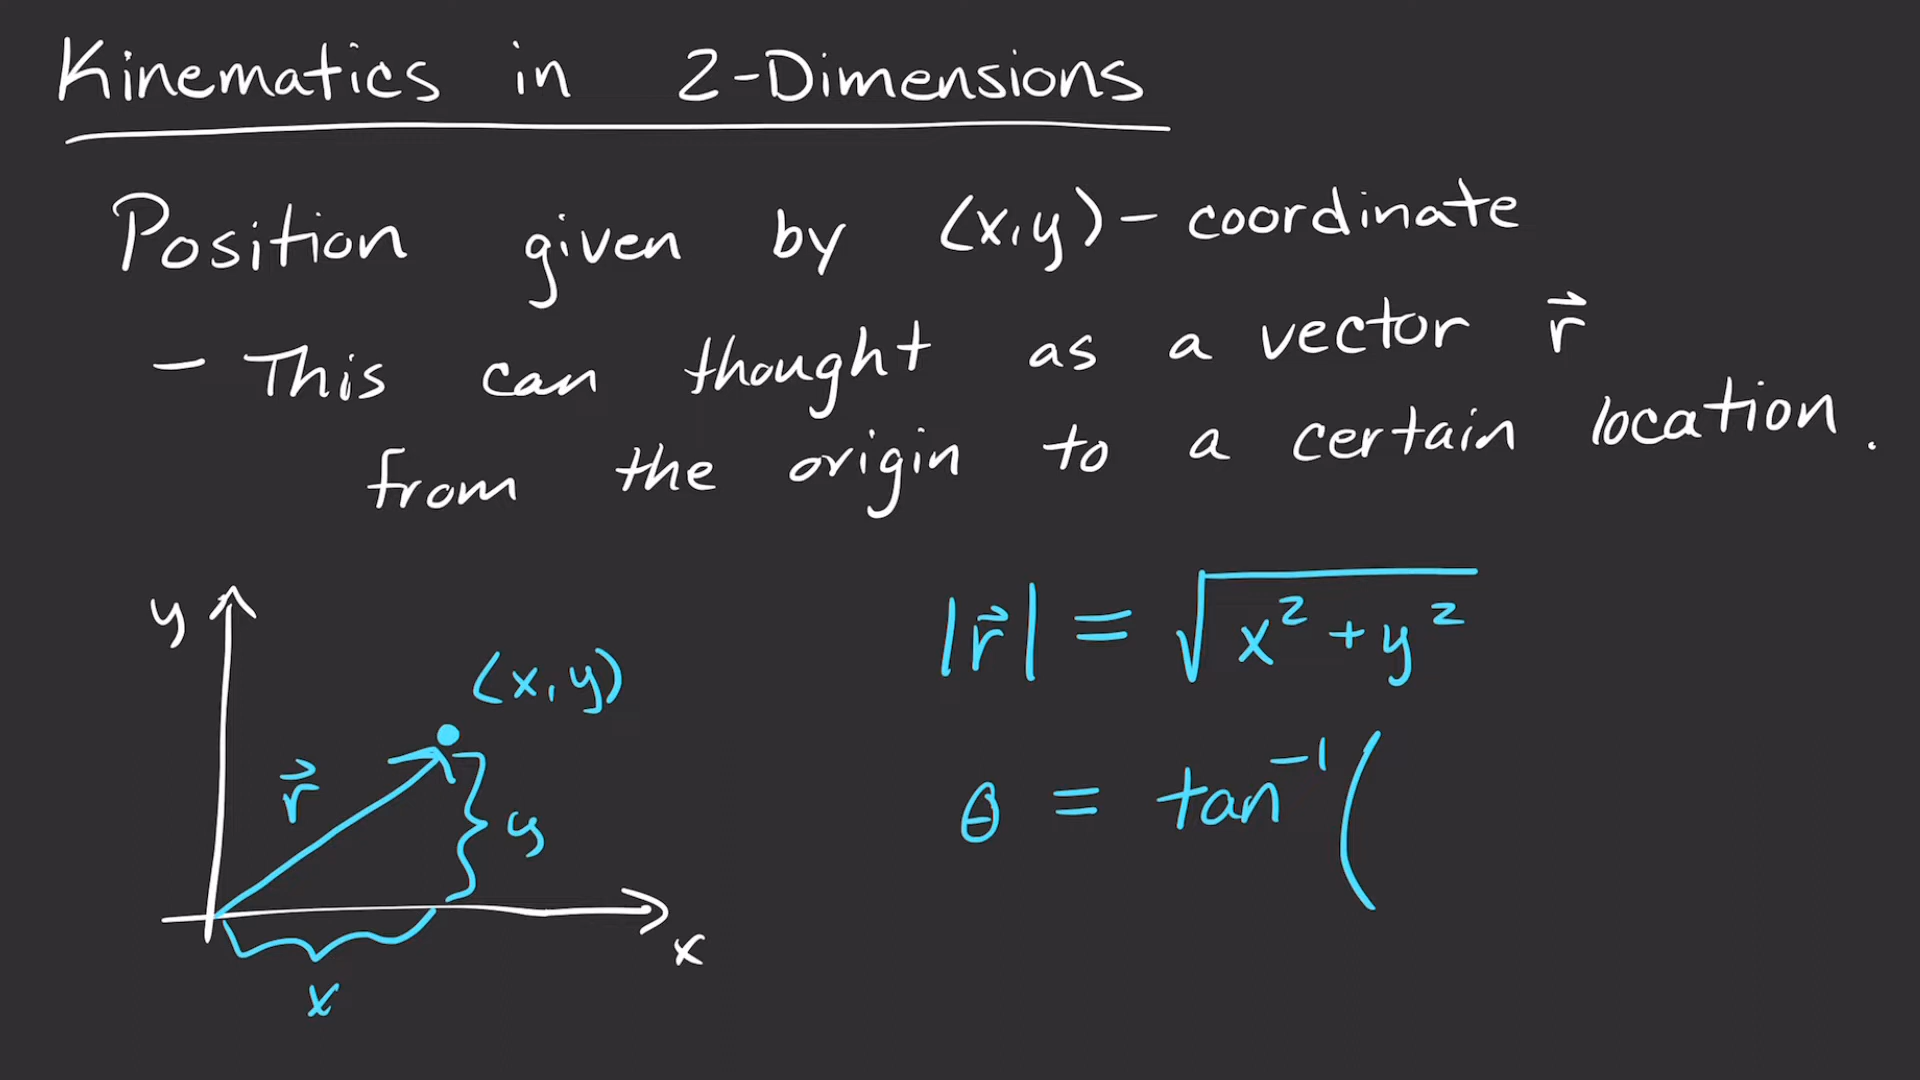 Kinematics in 2-Dimensions
Position given by (x,y)-coordinate
- This can thought as a vector r⃗
from the origin to a certain location.
y
(x,y)
r⃗
y
x
x
|r⃗| = √(x² + y²)
θ = tan⁻¹(